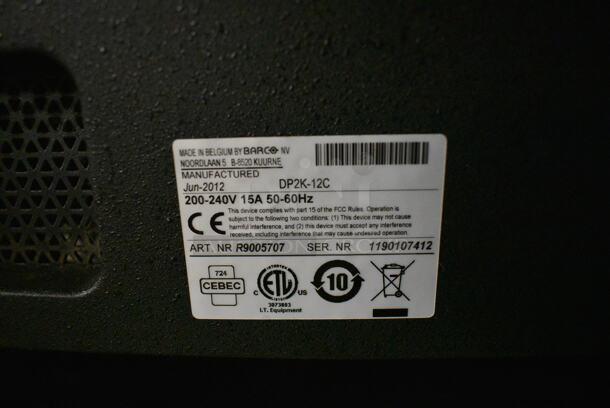 MADE IN BELGIUM BY BARCO NV
NOORDLAAN 5 B-8520 KUURNE
MANUFACTURED
Jun-2012 DP2K-12C
200-240V 15A 50-60Hz
CE
This device complies with part 15 of the FCC Rules. Operation is
subject to the following two conditions: (1) This device may not cause
harmful interference, and (2) this device must accept any interference
received, including interference that may cause undesired operation.
ART. NR R9005707 SER. NR 1190107412
724
CEBEC
C ETL US
3073093
I.T. Equipment
10